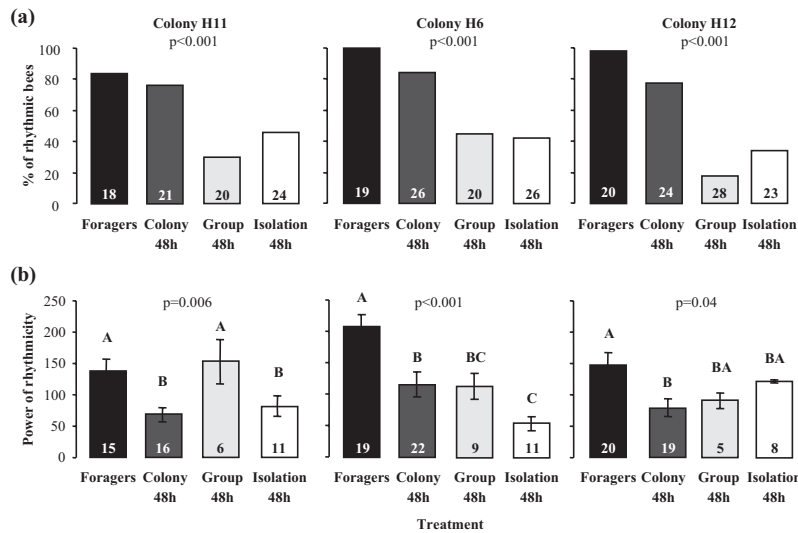 (a)
Colony H11 Colony H6 Colony H12
p<0.001 p<0.001 p<0.001
100
80
60
40
20
0
% of rhythmic bees
18 21 20 24 19 26 20 26 20 24 28 23
Foragers Colony Group Isolation Foragers Colony Group Isolation Foragers Colony Group Isolation
48h 48h 48h 48h 48h 48h 48h 48h 48h
(b)
p=0.006 p<0.001 p=0.04
250
200
150
100
50
0
Power of rhythmicity
A B A B A B BC C A B BA BA
15 16 6 11 19 22 9 11 20 19 5 8
Foragers Colony Group Isolation Foragers Colony Group Isolation Foragers Colony Group Isolation
48h 48h 48h 48h 48h 48h 48h 48h 48h
Treatment